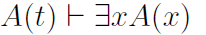 A(t) ⊢ ∃xA(x)